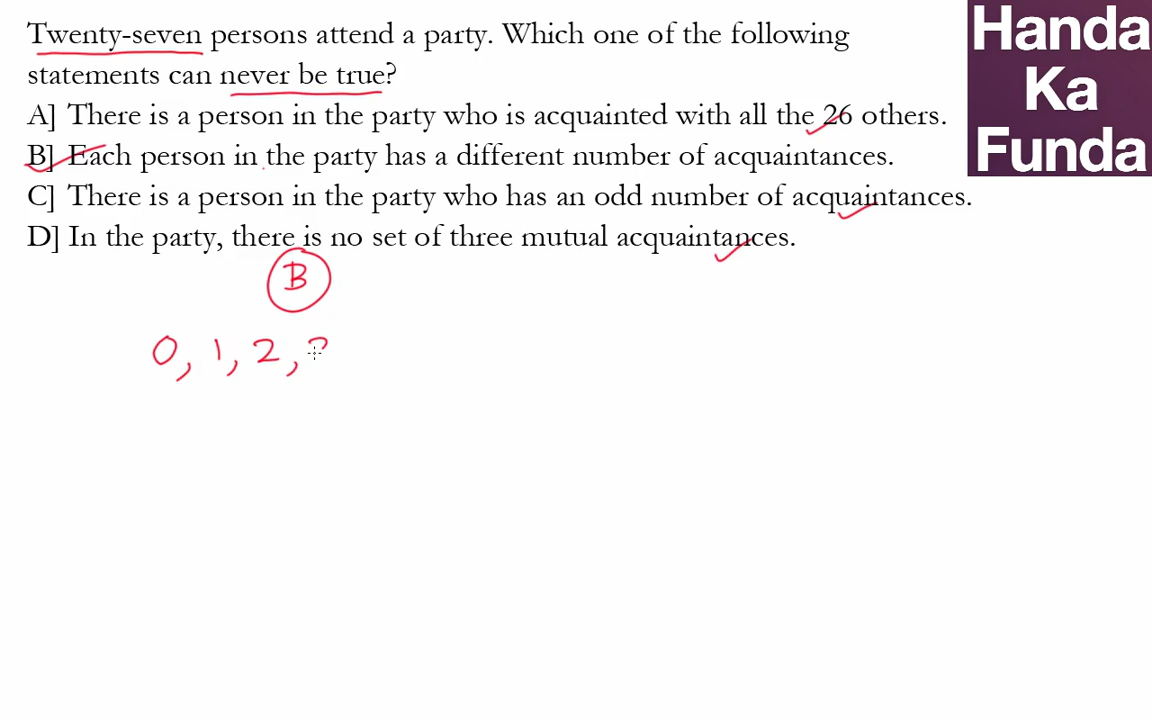 Twenty-seven persons attend a party. Which one of the following
statements can never be true?
A] There is a person in the party who is acquainted with all the 26 others.
B] Each person in the party has a different number of acquaintances.
C] There is a person in the party who has an odd number of acquaintances.
D] In the party, there is no set of three mutual acquaintances.
B
0, 1, 2,
Handa
Ka
Funda